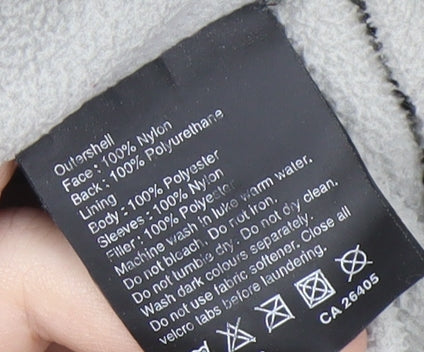 Outershell
Face : 100% Nylon
Back : 100% Polyurethane
Lining
Body : 100% Polyester
Sleeves : 100% Nylon
Filler : 100% Polyester
Machine wash in luke warm water.
Do not bleach. Do not Iron.
Do not tumble dry. Do not dry clean.
Wash dark colours separately.
Do not use fabric softener. Close all
velcro tabs before laundering.
CA 26405